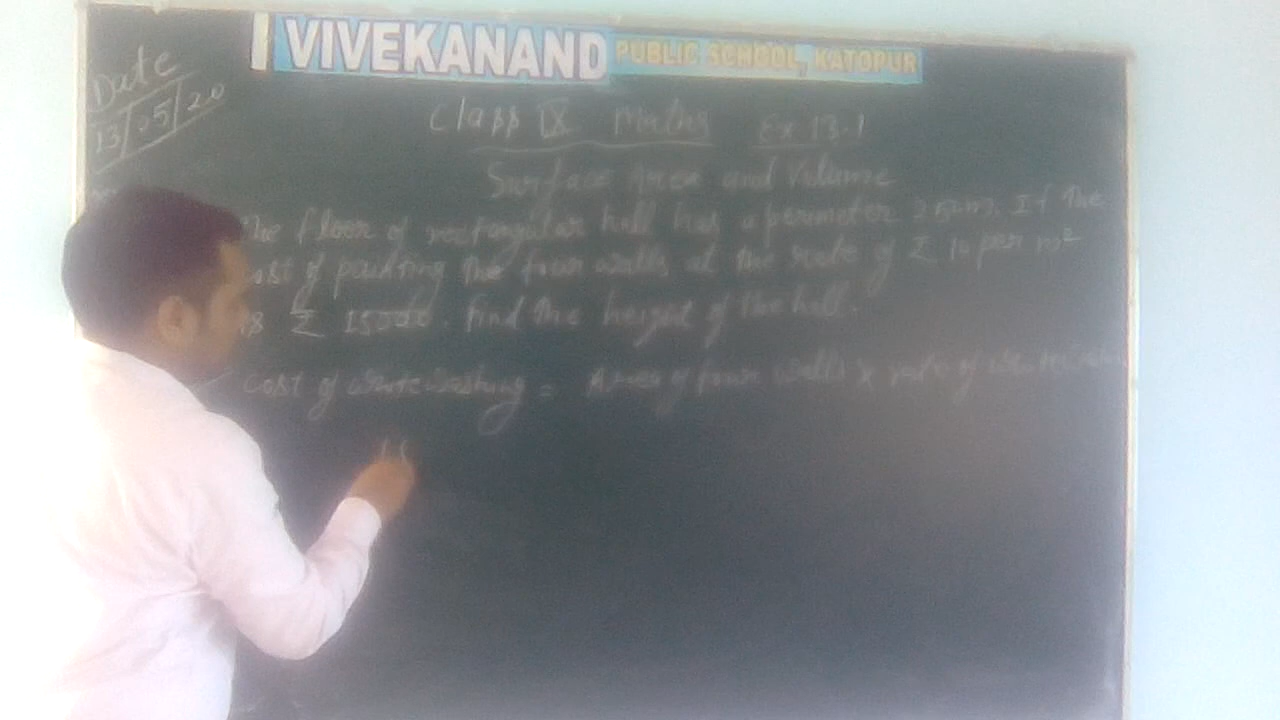 VIVEKANAND PUBLIC SCHOOL, KATOPUR
Date
13/05/20
Class IX Maths Ex 13.1
Surface Area and Volume
The floor of rectangular hall has a perimeter 250m. If the
cost of painting the four walls at the rate of ₹ 10 per m²
is ₹ 15000. Find the height of the hall.
Cost of whitewashing = Area of four walls x rate of